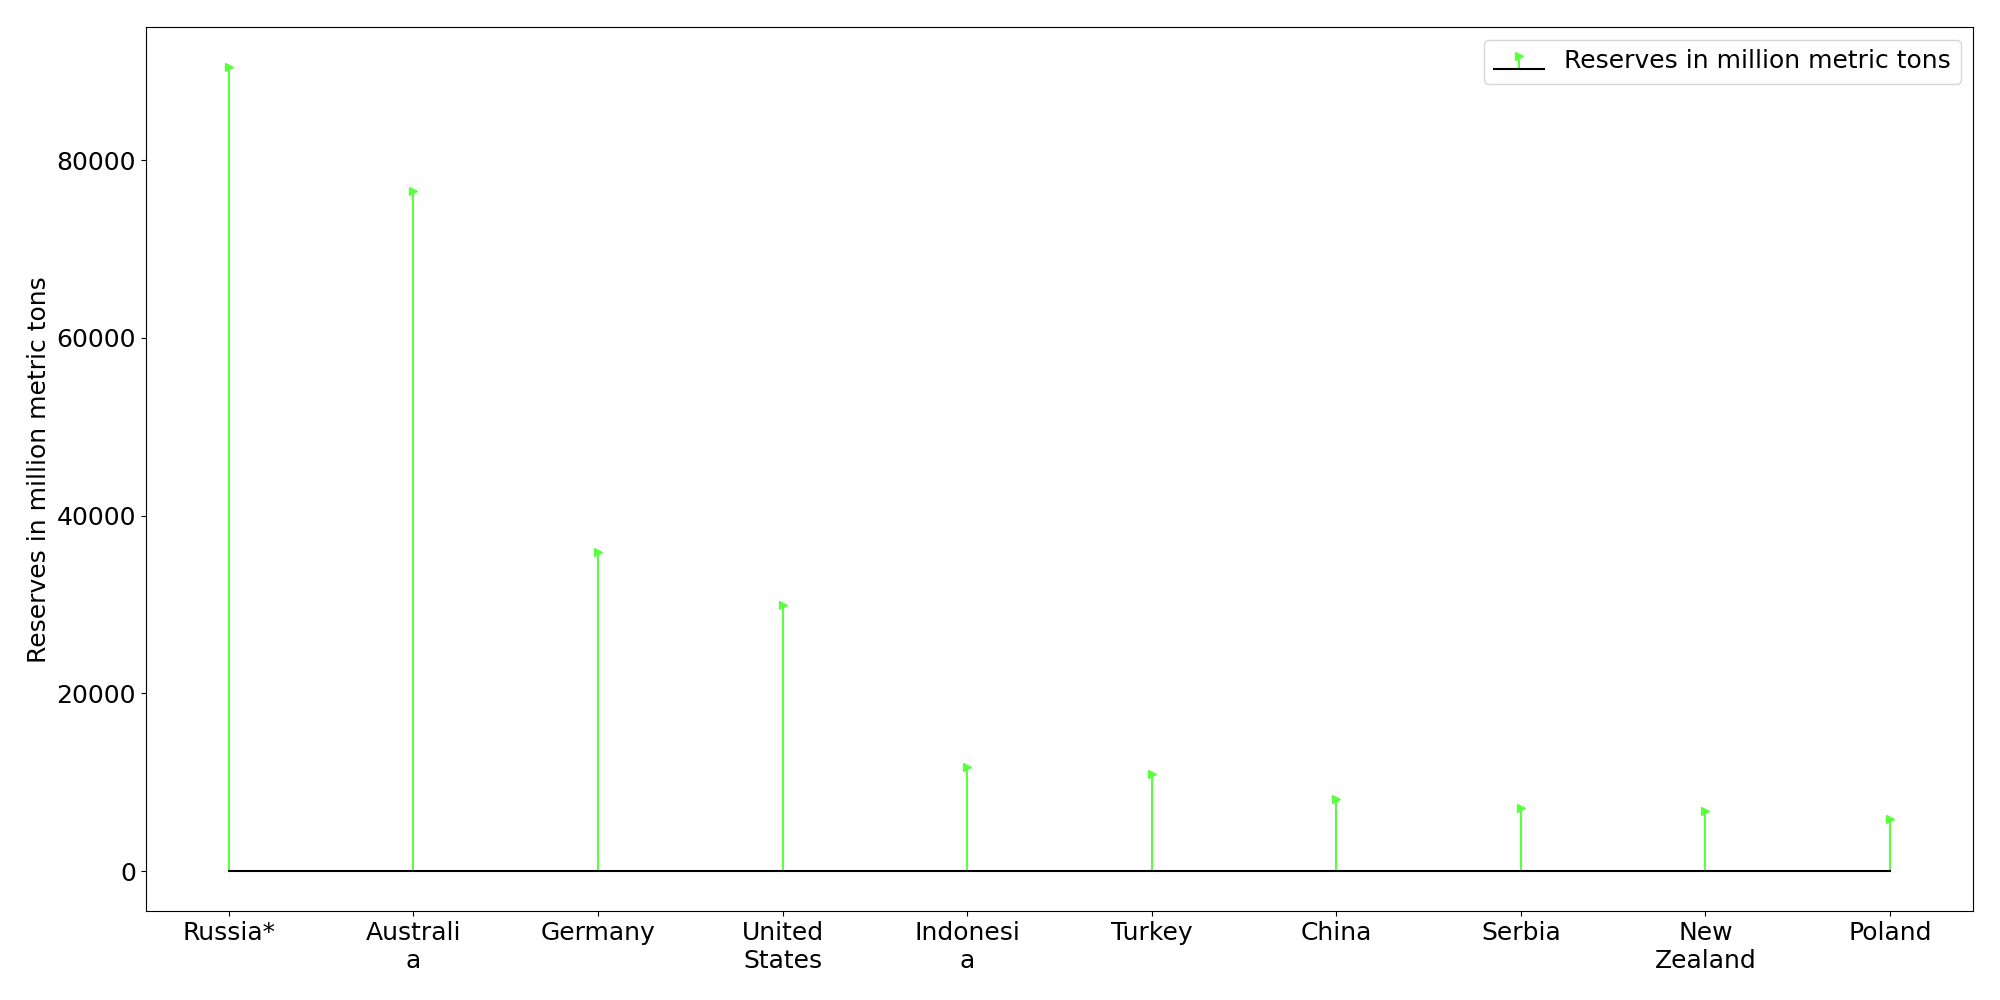 Reserves in million metric tons
Reserves in million metric tons
80000
60000
40000
20000
0
Russia*
Australi
a
Germany
United
States
Indonesi
a
Turkey
China
Serbia
New
Zealand
Poland